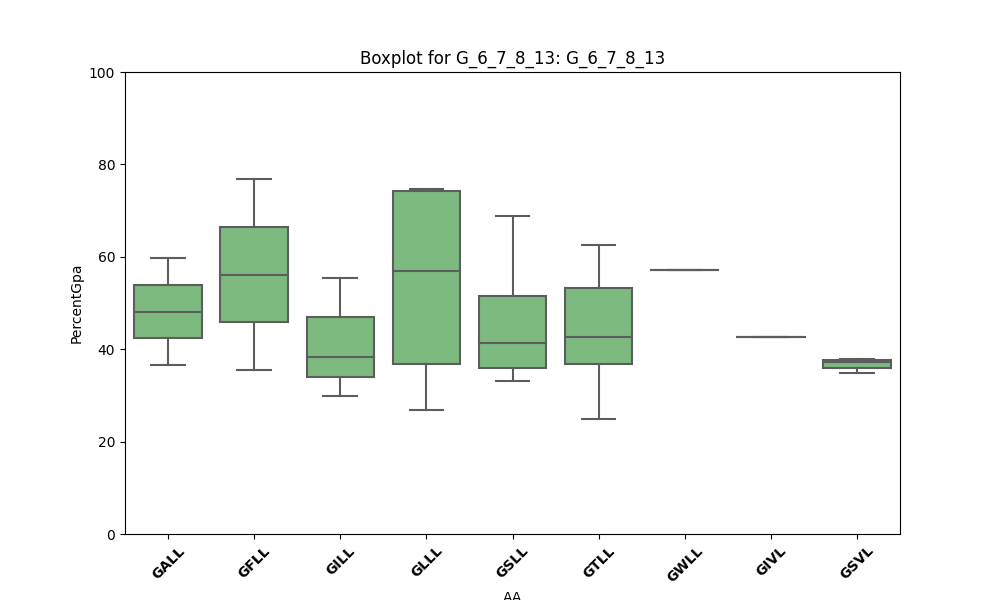 Boxplot for G_6_7_8_13: G_6_7_8_13
100
80
60
40
20
0
PercentGpa
GALL
GFLL
GILL
GLLL
GSLL
GTLL
GWLL
GIVL
GSVL
AA